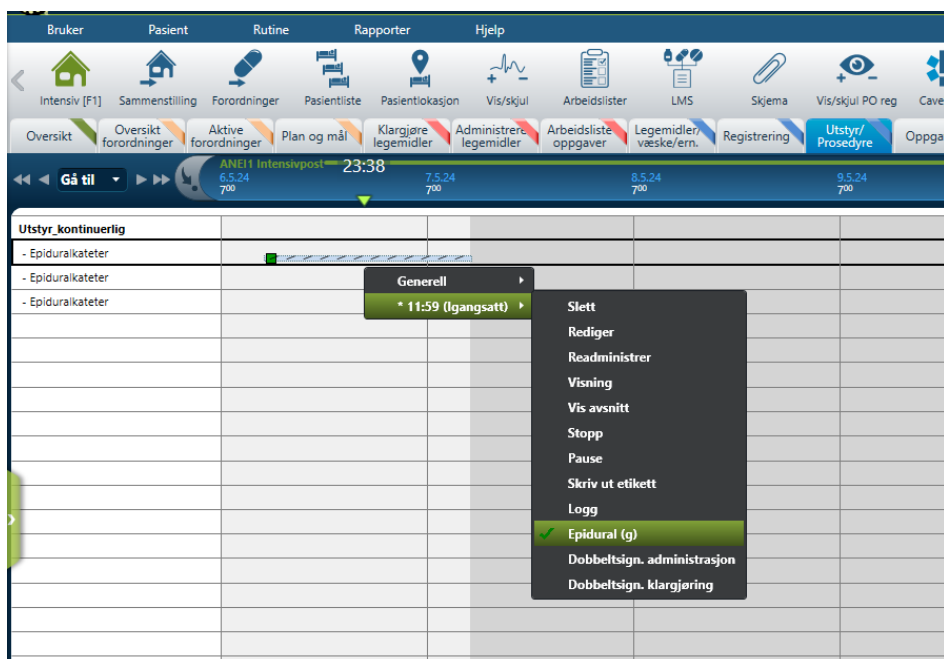 Bruker Pasient Rutine Rapporter Hjelp
Intensiv [F1] Sammenstilling Forordninger Pasientliste Pasientlokasjon Vis/skjul Arbeidslister LMS Skjema Vis/skjul PO reg Cave
Oversikt Oversikt forordninger Aktive forordninger Plan og mål Klargjøre legemidler Administrere legemidler Arbeidsliste oppgaver Legemidler/ væske/ern. Registrering Utstyr/ Prosedyre Oppga
ANEI1 Intensivpost 23:38
Gå til 6.5.24 7.5.24 8.5.24 9.5.24
7⁰⁰ 7⁰⁰ 7⁰⁰ 7⁰⁰
Utstyr_kontinuerlig
- Epiduralkateter
- Epiduralkateter
- Epiduralkateter
Generell
* 11:59 (Igangsatt)
Slett
Rediger
Readministrer
Visning
Vis avsnitt
Stopp
Pause
Skriv ut etikett
Logg
Epidural (g)
Dobbeltsign. administrasjon
Dobbeltsign. klargjøring